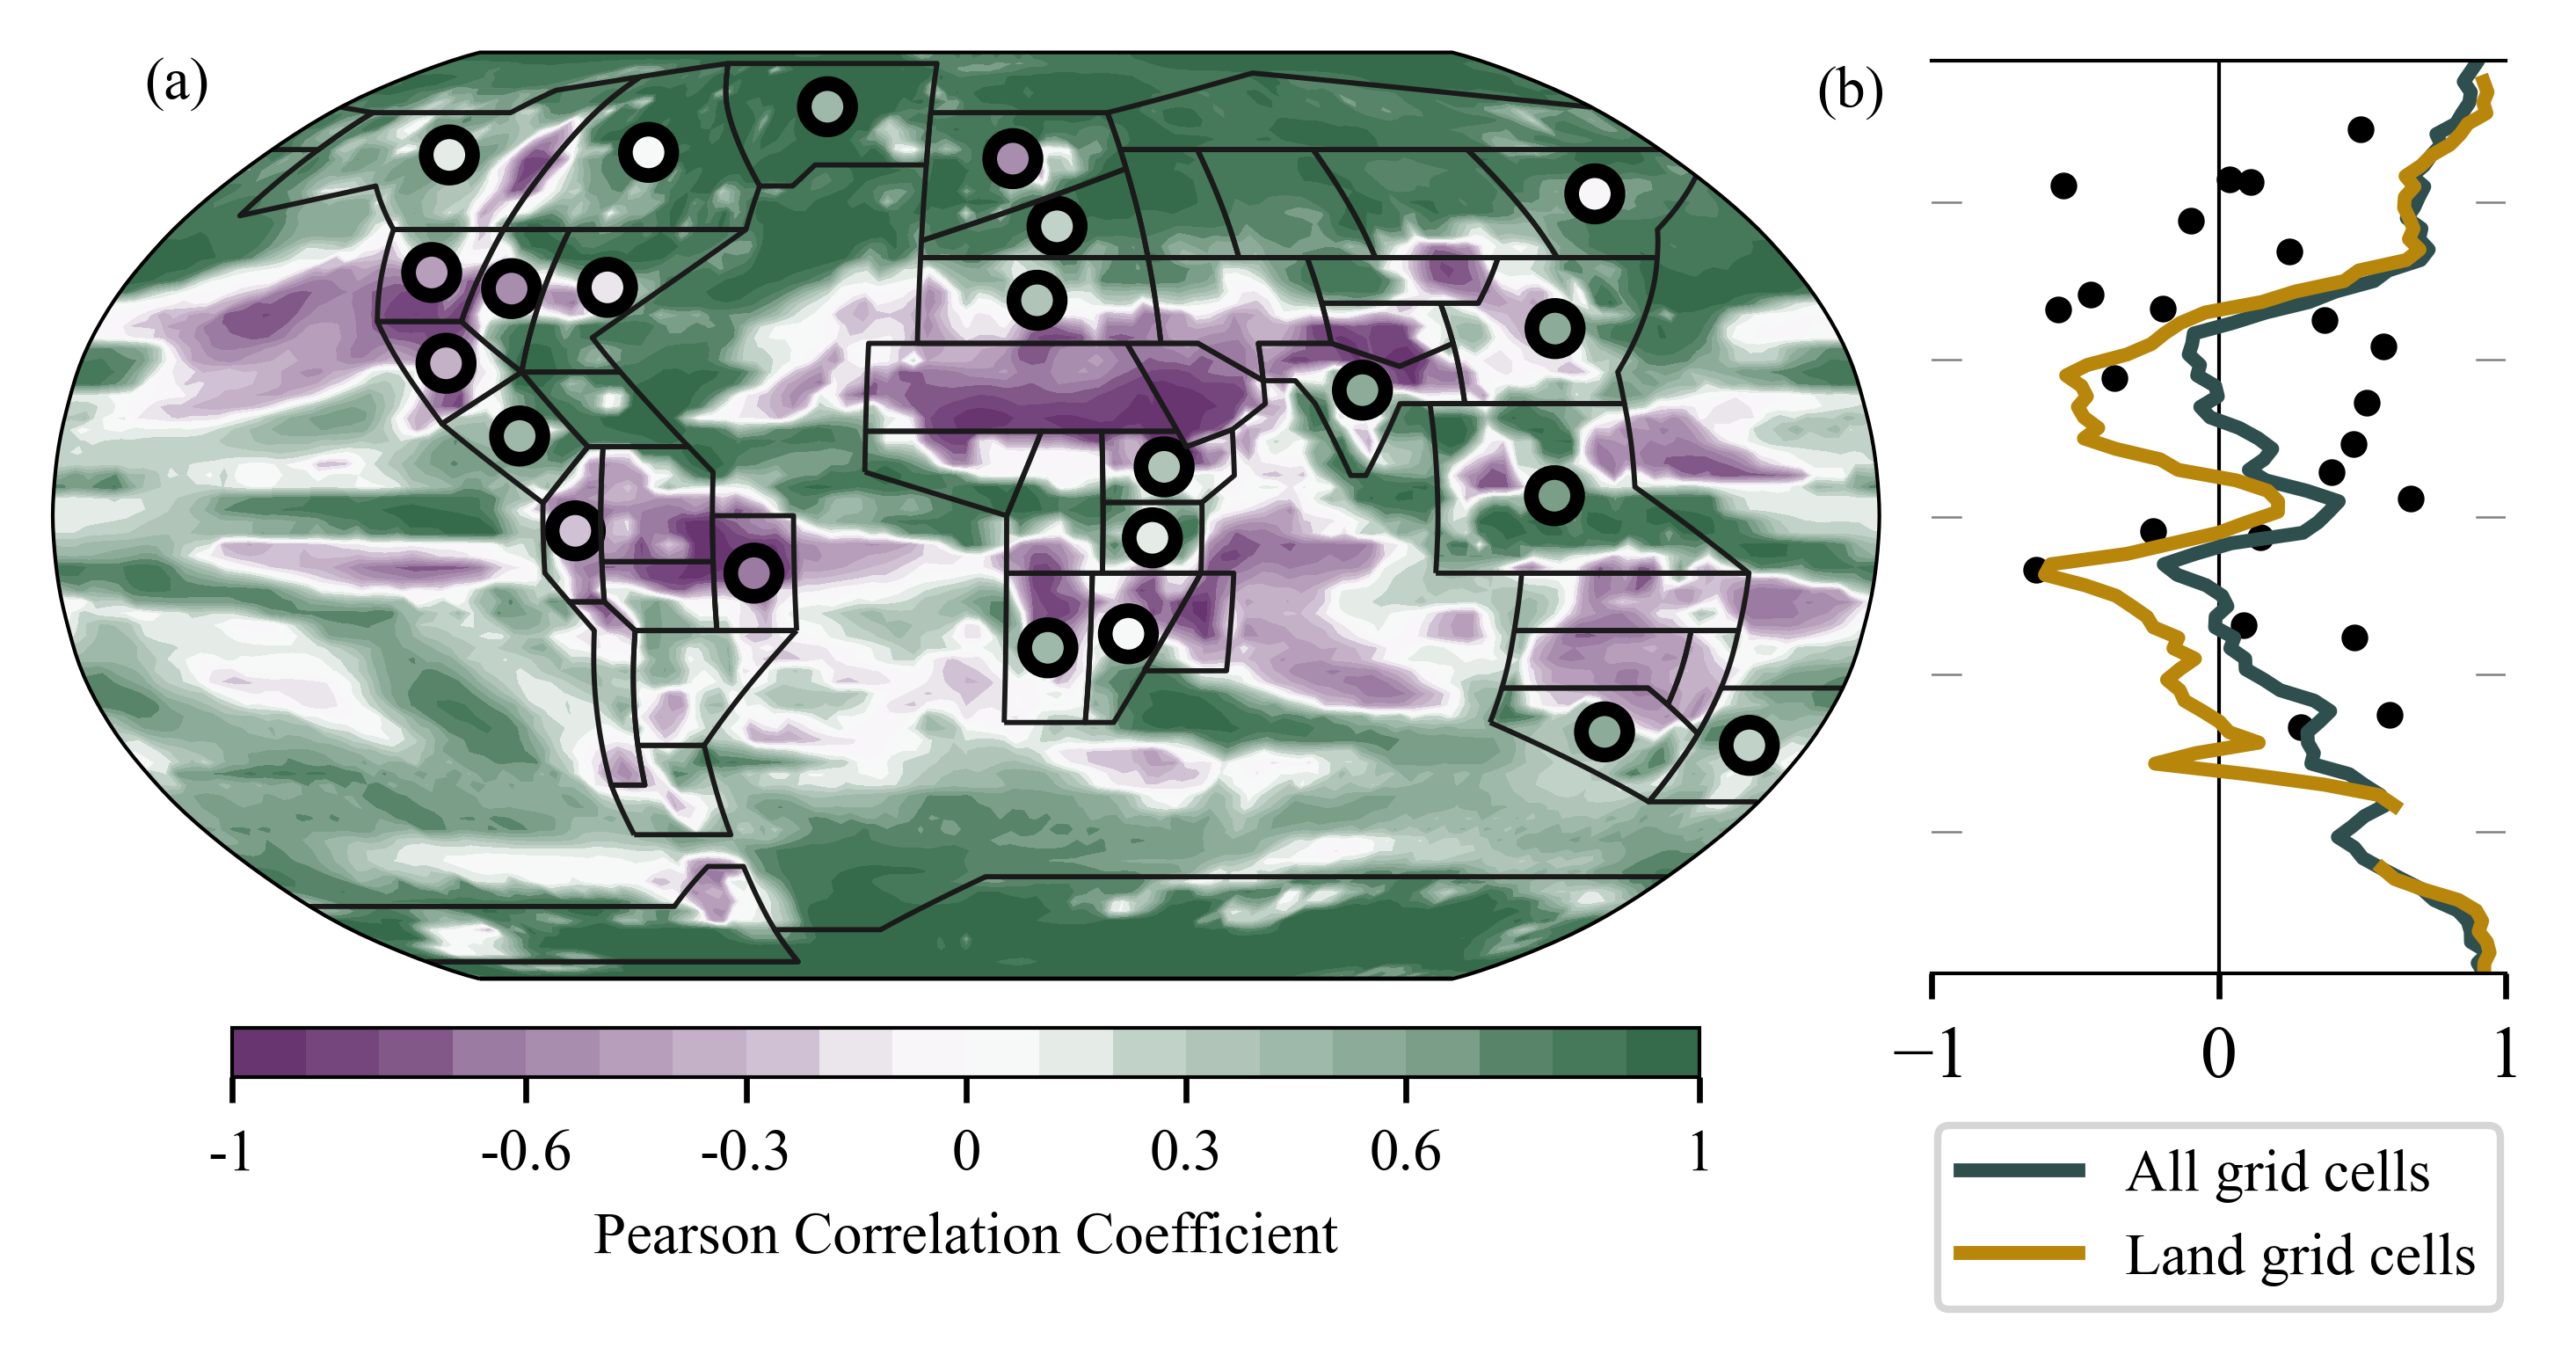 (a)
(b)
-1 -0.6 -0.3 0 0.3 0.6 1
Pearson Correlation Coefficient
−1 0 1
All grid cells
Land grid cells